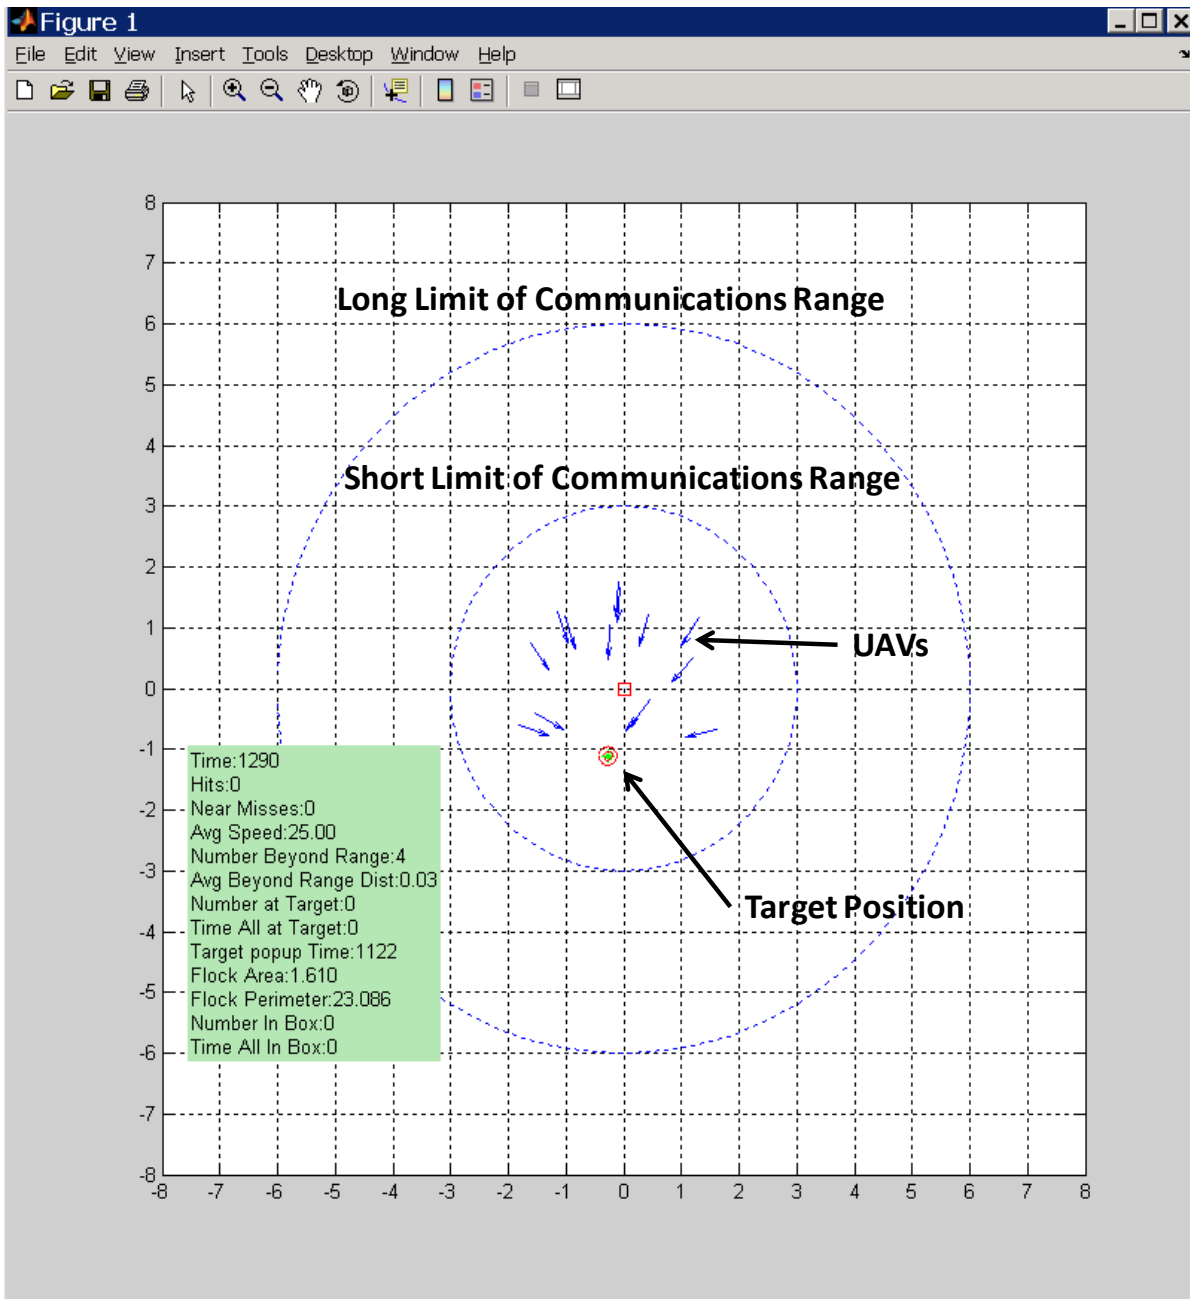 Figure 1
File Edit View Insert Tools Desktop Window Help
8
7
Long Limit of Communications Range
6
5
4
Short Limit of Communications Range
3
2
1
UAVs
0
-1
Time:1290
Hits:0
Near Misses:0
-2
Avg Speed:25.00
Number Beyond Range:4
-3
Avg Beyond Range Dist:0.03
Number at Target:0
Target Position
Time All at Target:0
-4
Target popup Time:1122
Flock Area:1.610
-5
Flock Perimeter:23.086
Number In Box:0
Time All In Box:0
-6
-7
-8
-8 -7 -6 -5 -4 -3 -2 -1 0 1 2 3 4 5 6 7 8